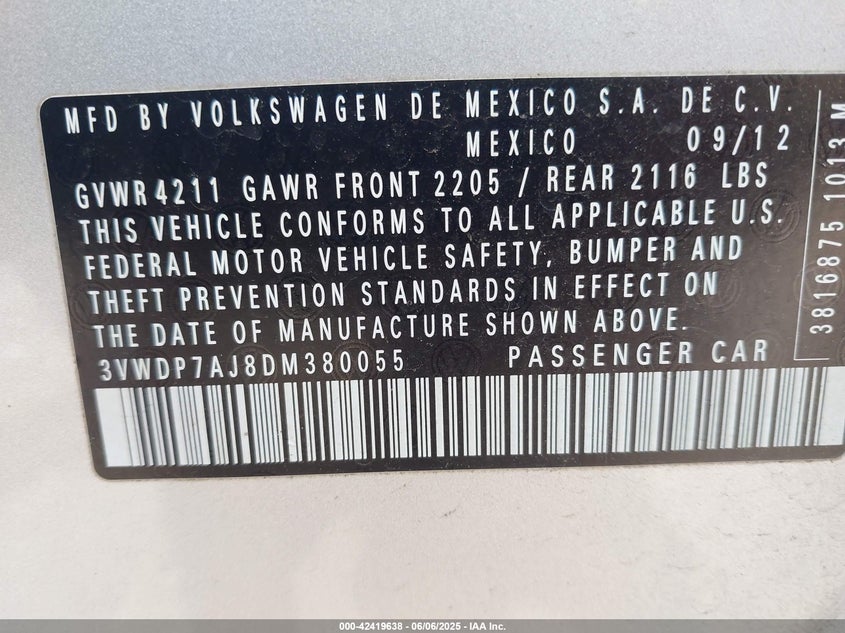 MFD BY VOLKSWAGEN DE MEXICO S.A. DE C.V.
MEXICO 09/12
GVWR 4211 GAWR FRONT 2205 / REAR 2116 LBS
THIS VEHICLE CONFORMS TO ALL APPLICABLE U.S.
FEDERAL MOTOR VEHICLE SAFETY, BUMPER AND
THEFT PREVENTION STANDARDS IN EFFECT ON
THE DATE OF MANUFACTURE SHOWN ABOVE.
3VWDP7AJ8DM380055 PASSENGER CAR
3816875 1013 M
000-42419638 - 06/06/2025 - IAA Inc.